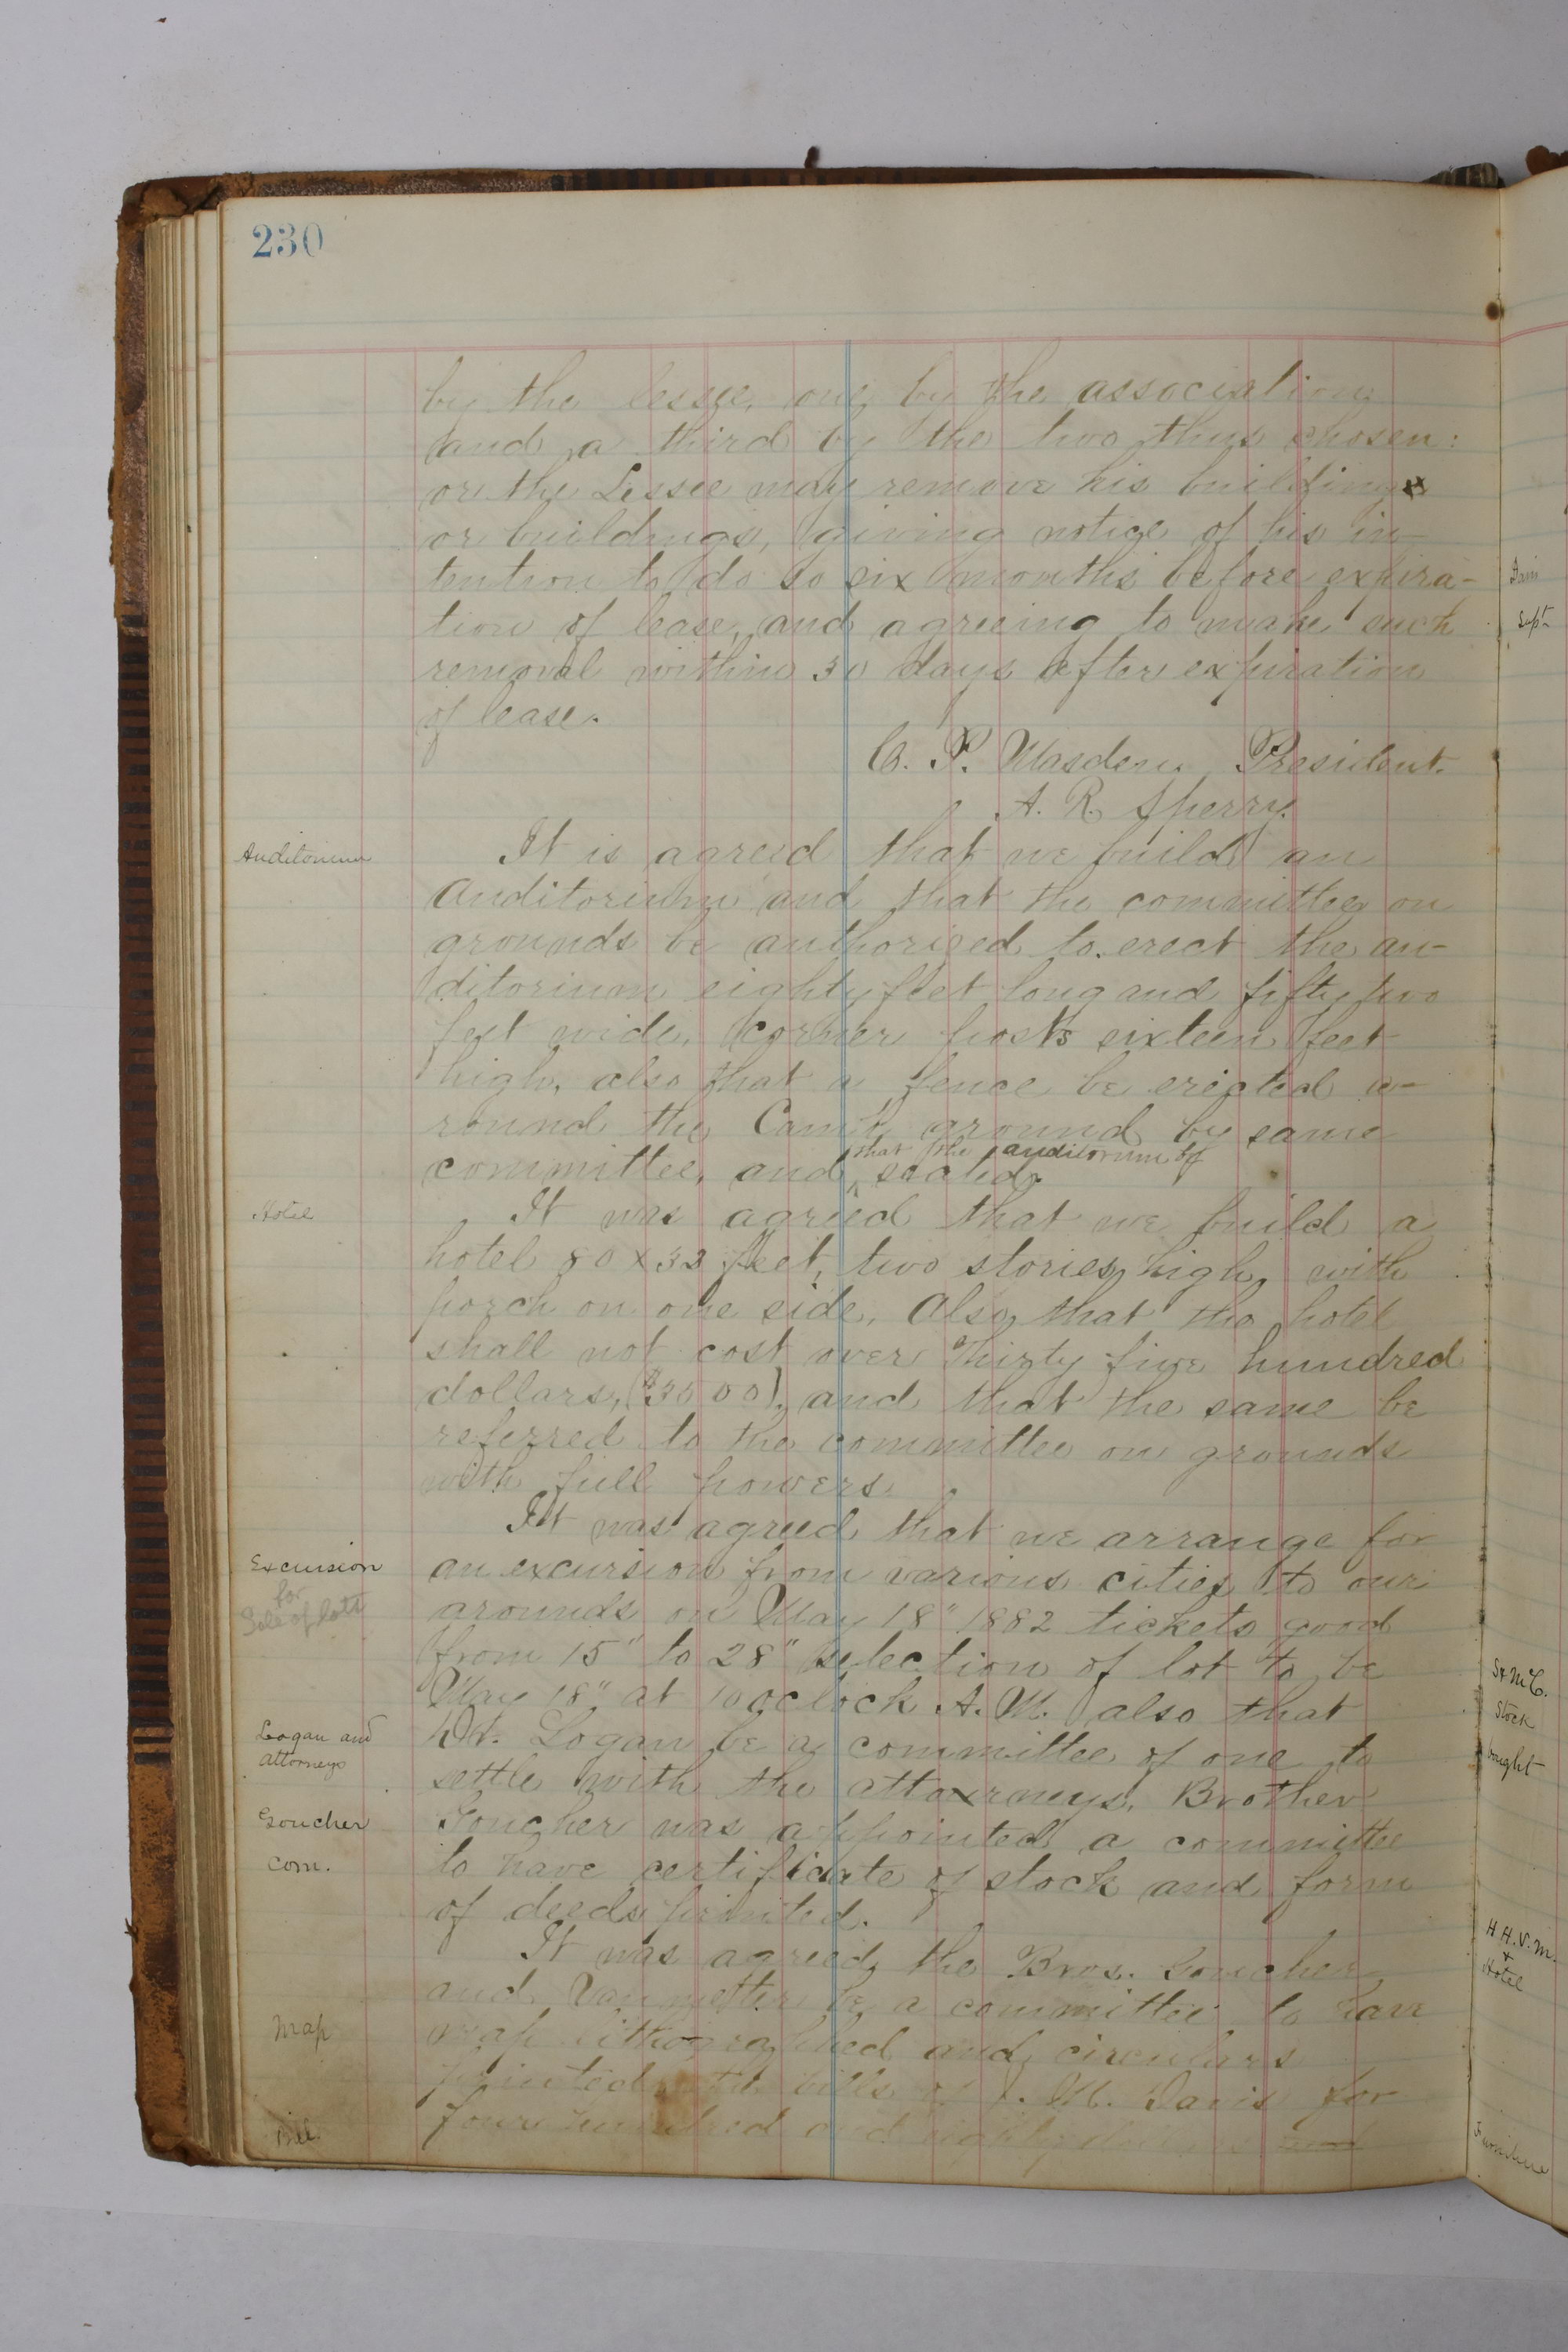 230
by the lessee, one by the association
and a third by the two thus chosen:
or the Lessee may remove his building
or buildings, giving notice of his in-
tention to do so six months before expira-
tion of lease, and agreeing to make such
removal within 30 days after expiration
of lease.
C. P. Masden, President.
A. R. Sherry.
Auditorium
It is agreed that we build an
Auditorium and that the committee on
grounds be authorized to erect the au-
ditorium eighty feet long and fifty two
feet wide, corner posts sixteen feet
high, also that a fence be erected a-
round the Camp ground by same
committee, and that the auditorium be seated.
Hotel
It was agreed that we build a
hotel 80 x 32 feet, two stories high, with
porch on one side. Also that the hotel
shall not cost over Thirty five hundred
dollars, ($3500), and that the same be
referred to the committee on grounds
with full powers.
It was agreed that we arrange for
Excursion
for
Sale of lots
an excursion from various cities to our
grounds on May 18" 1882 tickets good
from 15" to 28" selection of lot to be
May 18" at 10 oclock A. M. also that
Logan and
attorneys
Dr. Logan be a committee of one to
settle with the attorneys. Brother
Goucher
com.
Goucher was appointed a committee
to have certificate of stock and form
of deeds printed.
It was agreed, the Bros. Goucher
and Vanmetter be a committee to have
Map
map lithographed and circulars
printed, the bills of J. M. Davis for
Bill
four hundred and eighty
Sept
Stock
bought
H.H.V.M.
+
Hotel